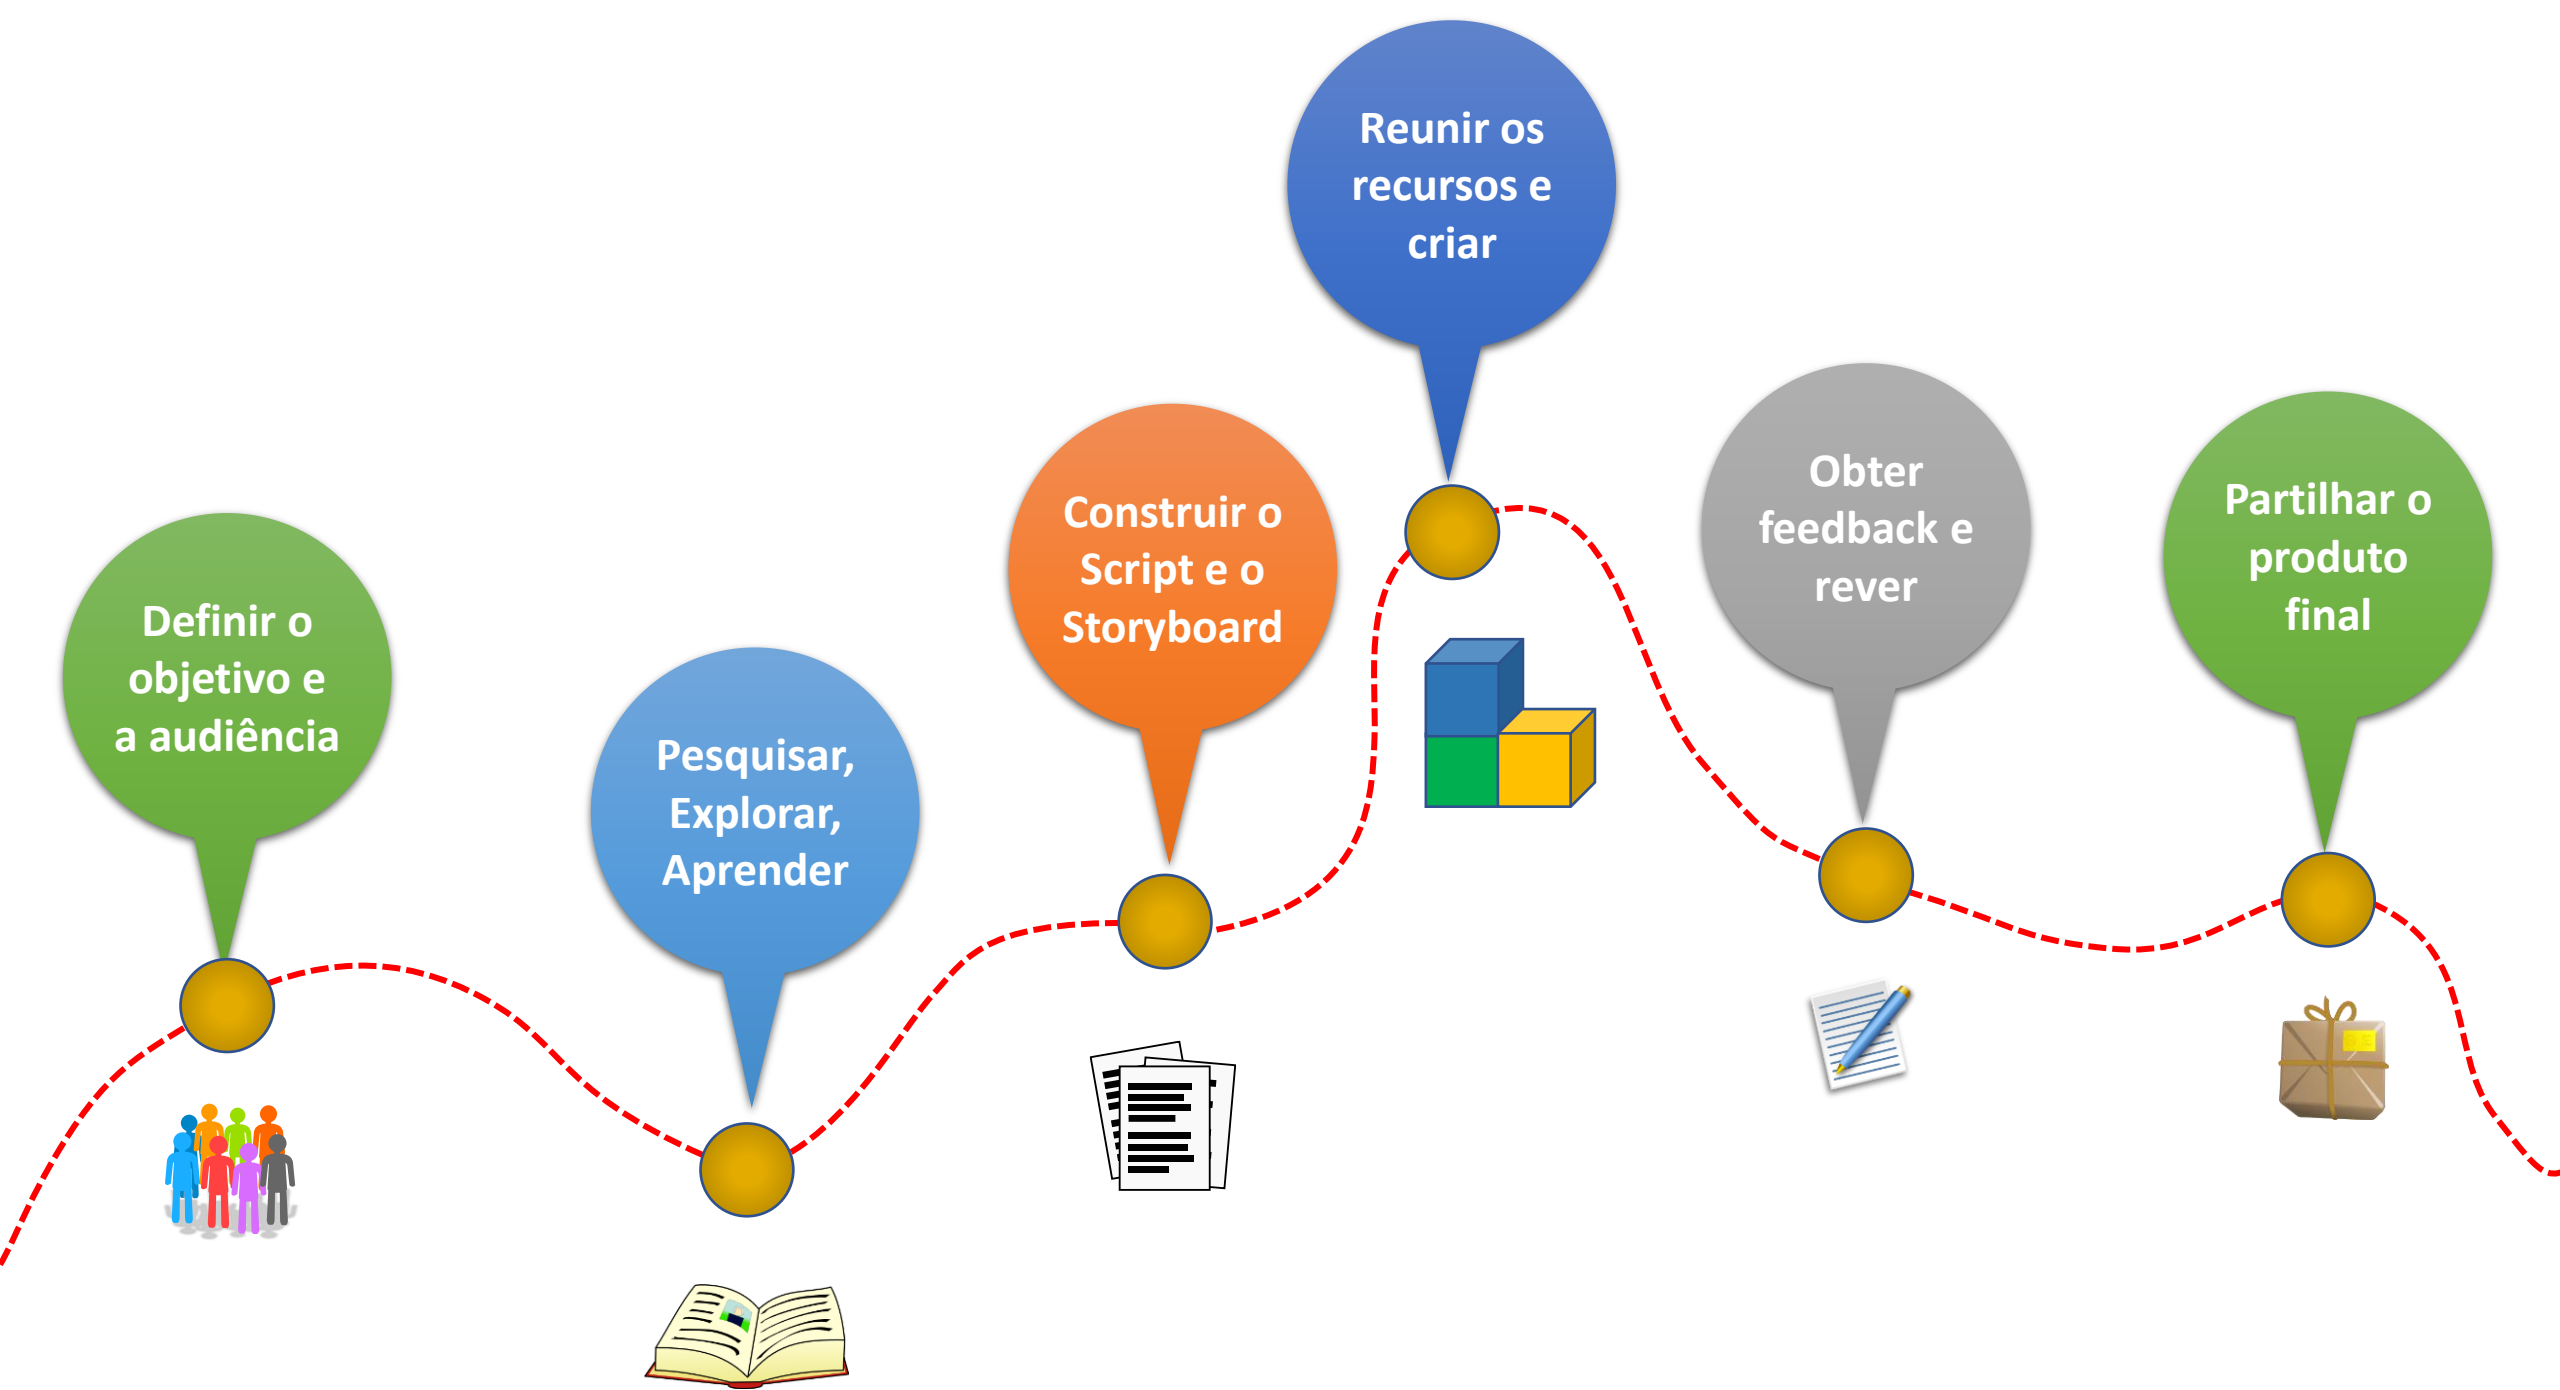 Definir o
objetivo e
a audiência
Pesquisar,
Explorar,
Aprender
Construir o
Script e o
Storyboard
Reunir os
recursos e
criar
Obter
feedback e
rever
Partilhar o
produto
final